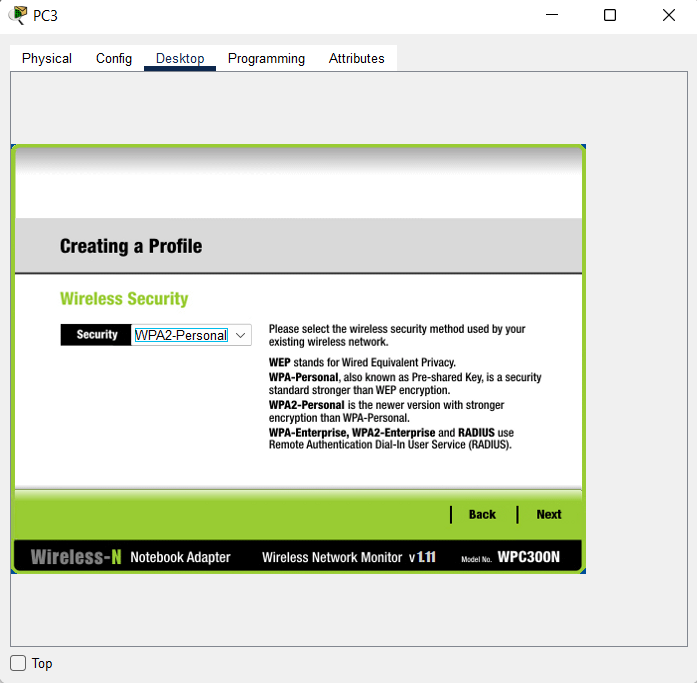 PC3
Physical Config Desktop Programming Attributes
Creating a Profile
Wireless Security
Security WPA2-Personal
Please select the wireless security method used by your
existing wireless network.
WEP stands for Wired Equivalent Privacy.
WPA-Personal, also known as Pre-shared Key, is a security
standard stronger than WEP encryption.
WPA2-Personal is the newer version with stronger
encryption than WPA-Personal.
WPA-Enterprise, WPA2-Enterprise and RADIUS use
Remote Authentication Dial-In User Service (RADIUS).
Back Next
Wireless-N Notebook Adapter Wireless Network Monitor v 1.11 Model No. WPC300N
Top